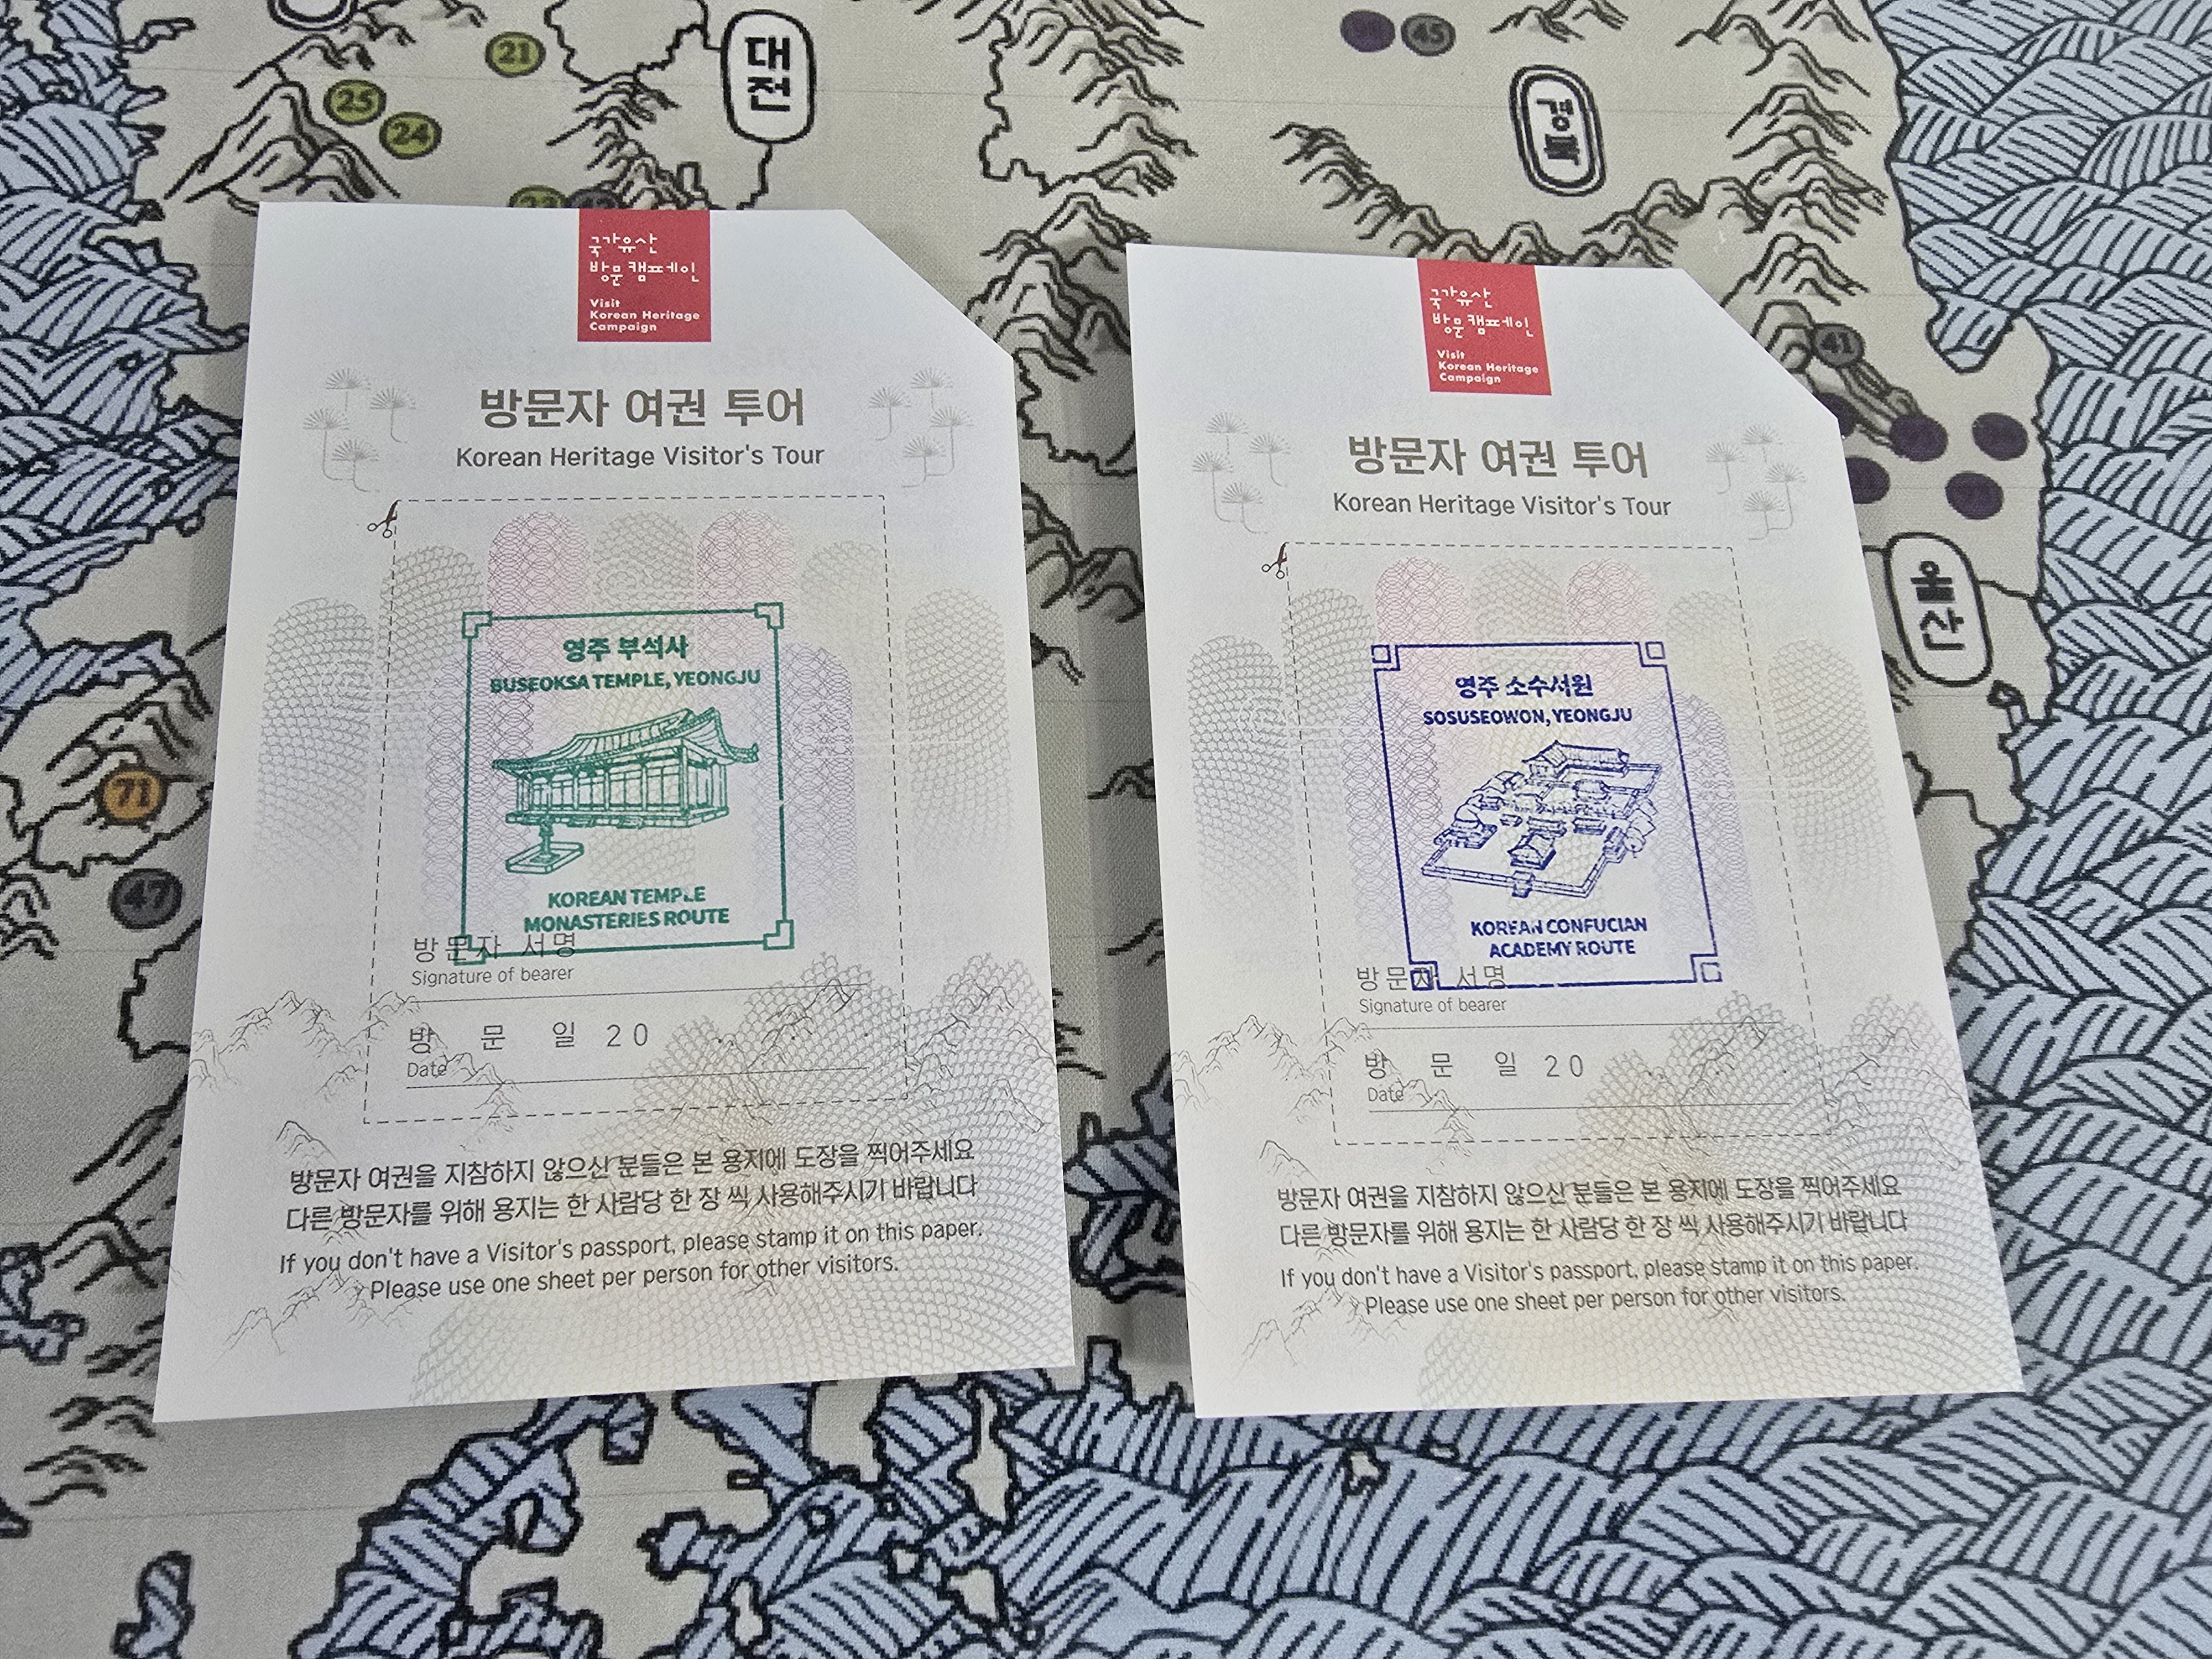 21
25
24
대전
45
경북
41
울산
71
47
국가유산
방문캠페인
Visit
Korean Heritage
Campaign
방문자 여권 투어
Korean Heritage Visitor's Tour
영주 부석사
BUSEOKSA TEMPLE, YEONGJU
KOREAN TEMPLE
MONASTERIES ROUTE
방문자 서명
Signature of bearer
방 문 일 20 . .
Date
방문자 여권을 지참하지 않으신 분들은 본 용지에 도장을 찍어주세요
다른 방문자를 위해 용지는 한 사람당 한 장 씩 사용해주시기 바랍니다
If you don't have a Visitor's passport, please stamp it on this paper.
Please use one sheet per person for other visitors.
국가유산
방문캠페인
Visit
Korean Heritage
Campaign
방문자 여권 투어
Korean Heritage Visitor's Tour
영주 소수서원
SOSUSEOWON, YEONGJU
KOREAN CONFUCIAN
ACADEMY ROUTE
방문자 서명
Signature of bearer
방 문 일 20 . .
Date
방문자 여권을 지참하지 않으신 분들은 본 용지에 도장을 찍어주세요
다른 방문자를 위해 용지는 한 사람당 한 장 씩 사용해주시기 바랍니다
If you don't have a Visitor's passport, please stamp it on this paper.
Please use one sheet per person for other visitors.